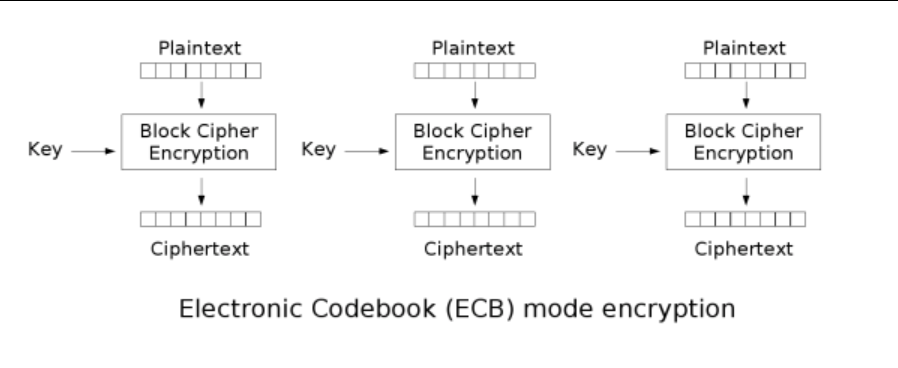 Plaintext Plaintext Plaintext
Block Cipher Block Cipher Block Cipher
Key Encryption Key Encryption Key Encryption
Ciphertext Ciphertext Ciphertext
Electronic Codebook (ECB) mode encryption